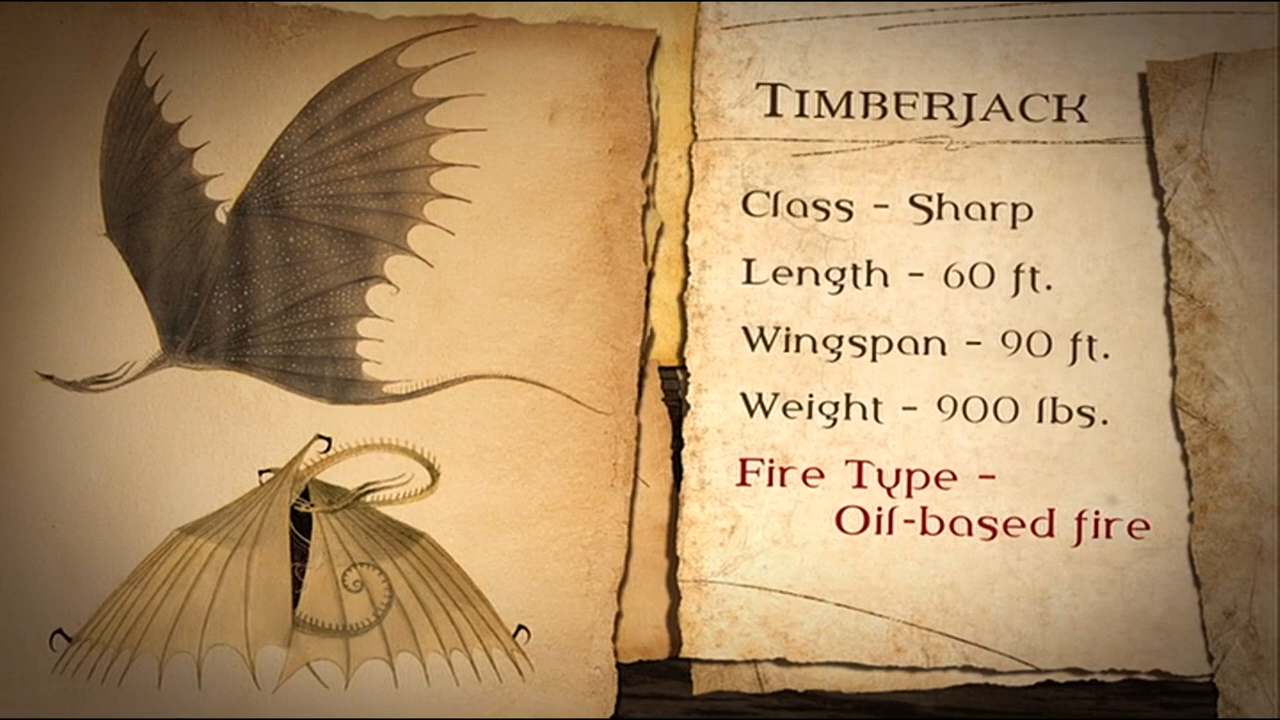 Timberjack
Class - Sharp
Length - 60 ft.
Wingspan - 90 ft.
Weight - 900 lbs.
Fire Type -
Oil-based fire